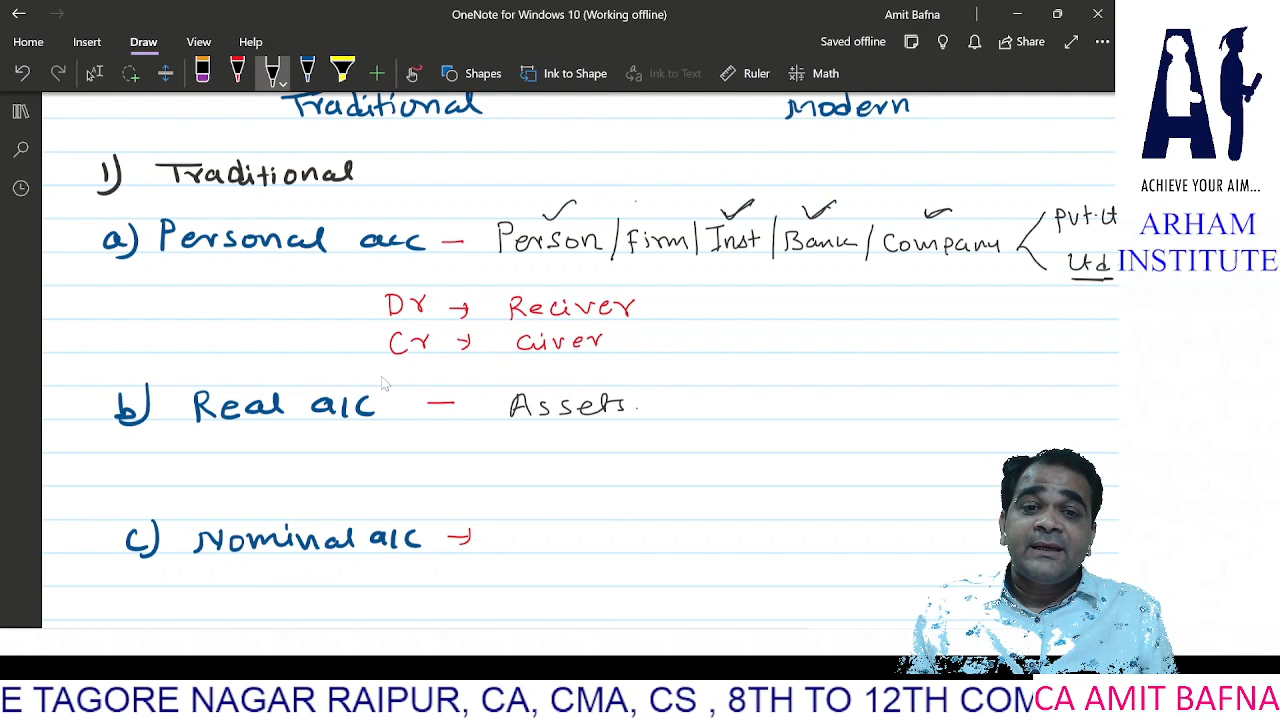 OneNote for Windows 10 (Working offline)
Amit Bafna
Home Insert Draw View Help
Saved offline Share
Shapes Ink to Shape Ink to Text Ruler Math
Traditional Modern
1) Traditional
a) Personal acc - Person / Firm / Inst / Bank / Company < Pvt. Lt
Ltd
Dr → Reciver
Cr → Giver
b) Real a/c - Assets.
c) Nominal a/c →
ACHIEVE YOUR AIM...
ARHAM
INSTITUTE
E TAGORE NAGAR RAIPUR, CA, CMA, CS , 8TH TO 12TH COM
CA AMIT BAFNA